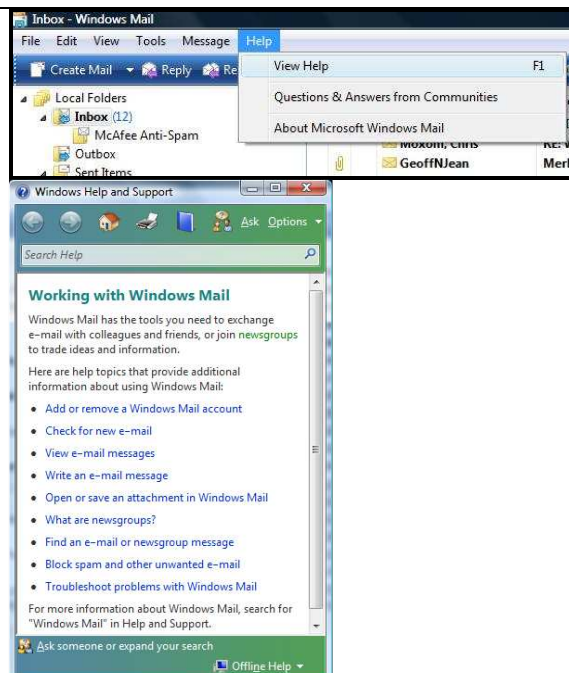 Inbox - Windows Mail
File Edit View Tools Message Help
Create Mail Reply Re
View Help F1
Questions & Answers from Communities
About Microsoft Windows Mail
Local Folders
Inbox (12)
McAfee Anti-Spam
Outbox
Sent Items
Moxom, Chris
GeoffNJean Merl
Windows Help and Support
Ask Options
Search Help
Working with Windows Mail
Windows Mail has the tools you need to exchange
e-mail with colleagues and friends, or join newsgroups
to trade ideas and information.
Here are help topics that provide additional
information about using Windows Mail:
• Add or remove a Windows Mail account
• Check for new e-mail
• View e-mail messages
• Write an e-mail message
• Open or save an attachment in Windows Mail
• What are newsgroups?
• Find an e-mail or newsgroup message
• Block spam and other unwanted e-mail
• Troubleshoot problems with Windows Mail
For more information about Windows Mail, search for
"Windows Mail" in Help and Support.
Ask someone or expand your search
Offline Help